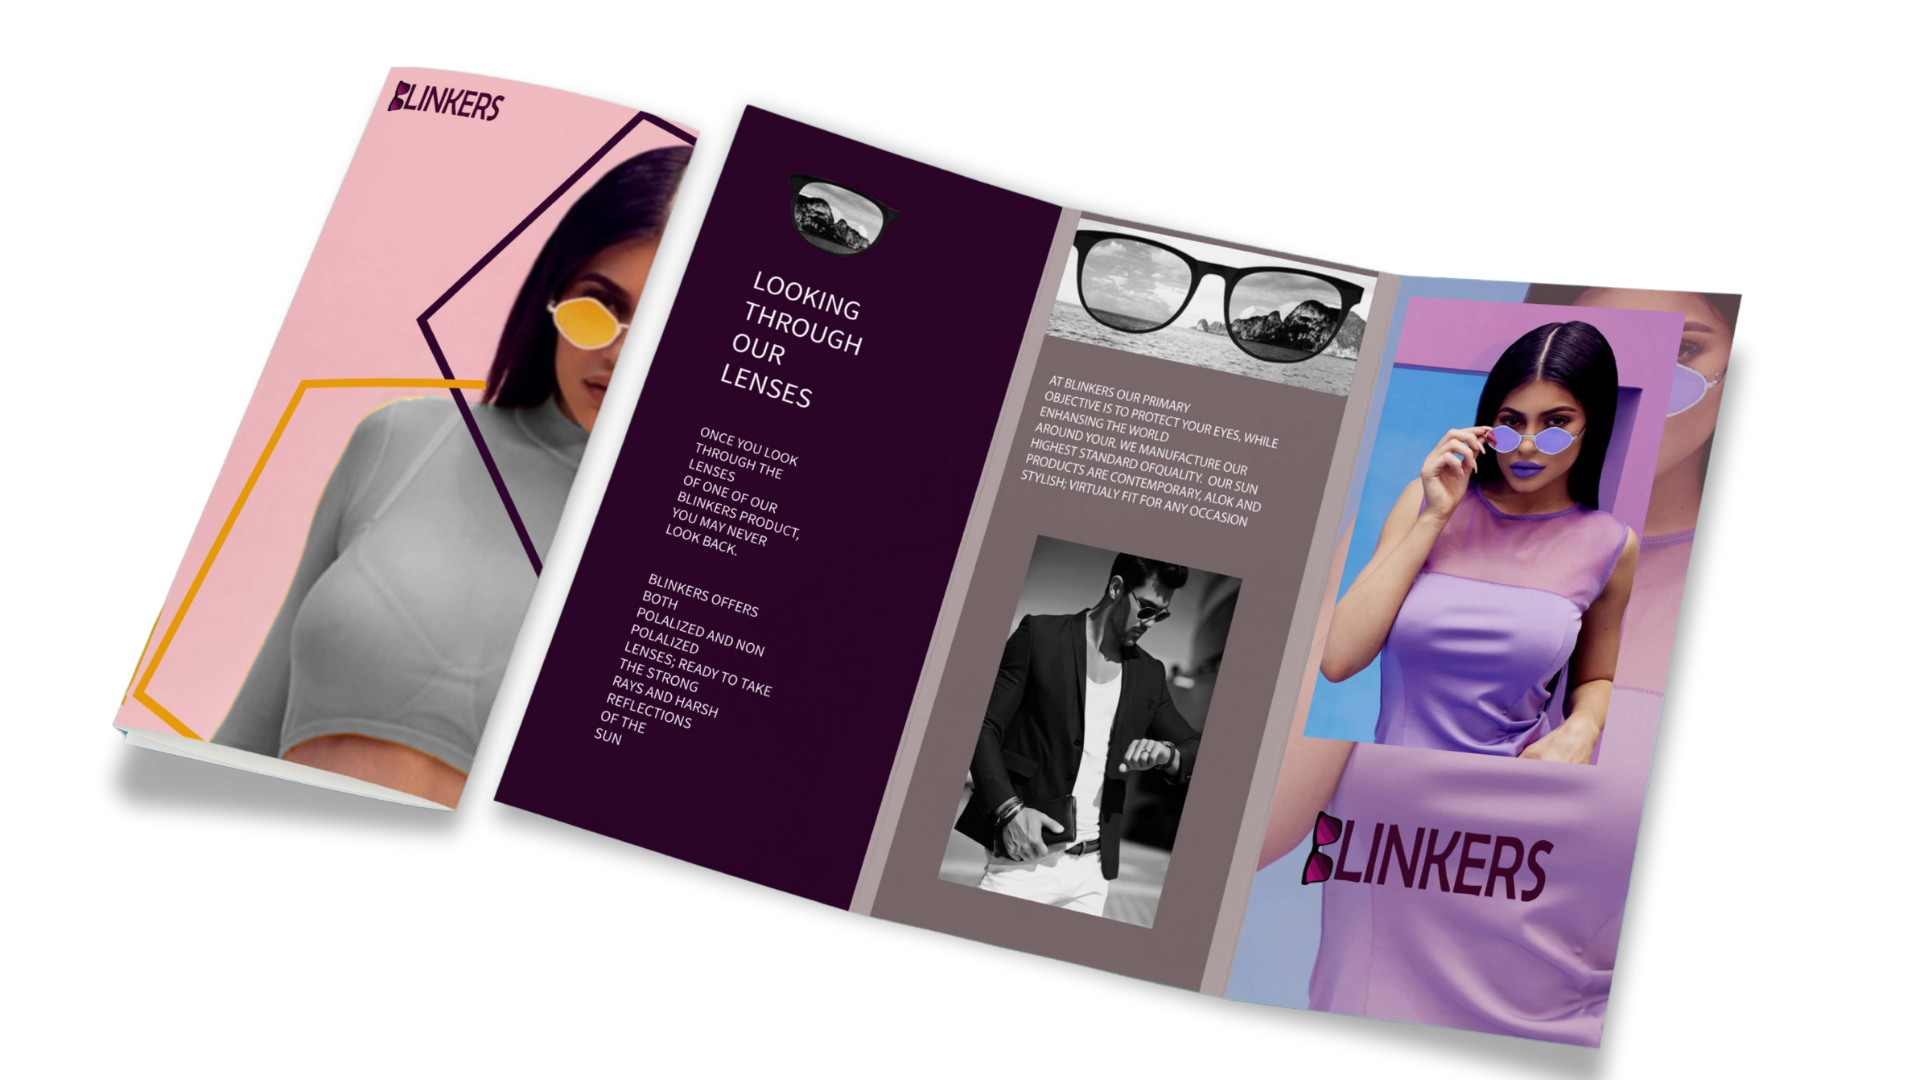 BLINKERS
LOOKING
THROUGH
OUR
LENSES
ONCE YOU LOOK
THROUGH THE
LENSES
OF ONE OF OUR
BLINKERS PRODUCT,
YOU MAY NEVER
LOOK BACK.
BLINKERS OFFERS
BOTH
POLALIZED AND NON
POLALIZED
LENSES; READY TO TAKE
THE STRONG
RAYS AND HARSH
REFLECTIONS
OF THE
SUN
AT BLINKERS OUR PRIMARY
OBJECTIVE IS TO PROTECT YOUR EYES, WHILE
ENHANSING THE WORLD
AROUND YOUR. WE MANUFACTURE OUR
HIGHEST STANDARD OFQUALITY. OUR SUN
PRODUCTS ARE CONTEMPORARY, ALOK AND
STYLISH; VIRTUALY FIT FOR ANY OCCASION
BLINKERS